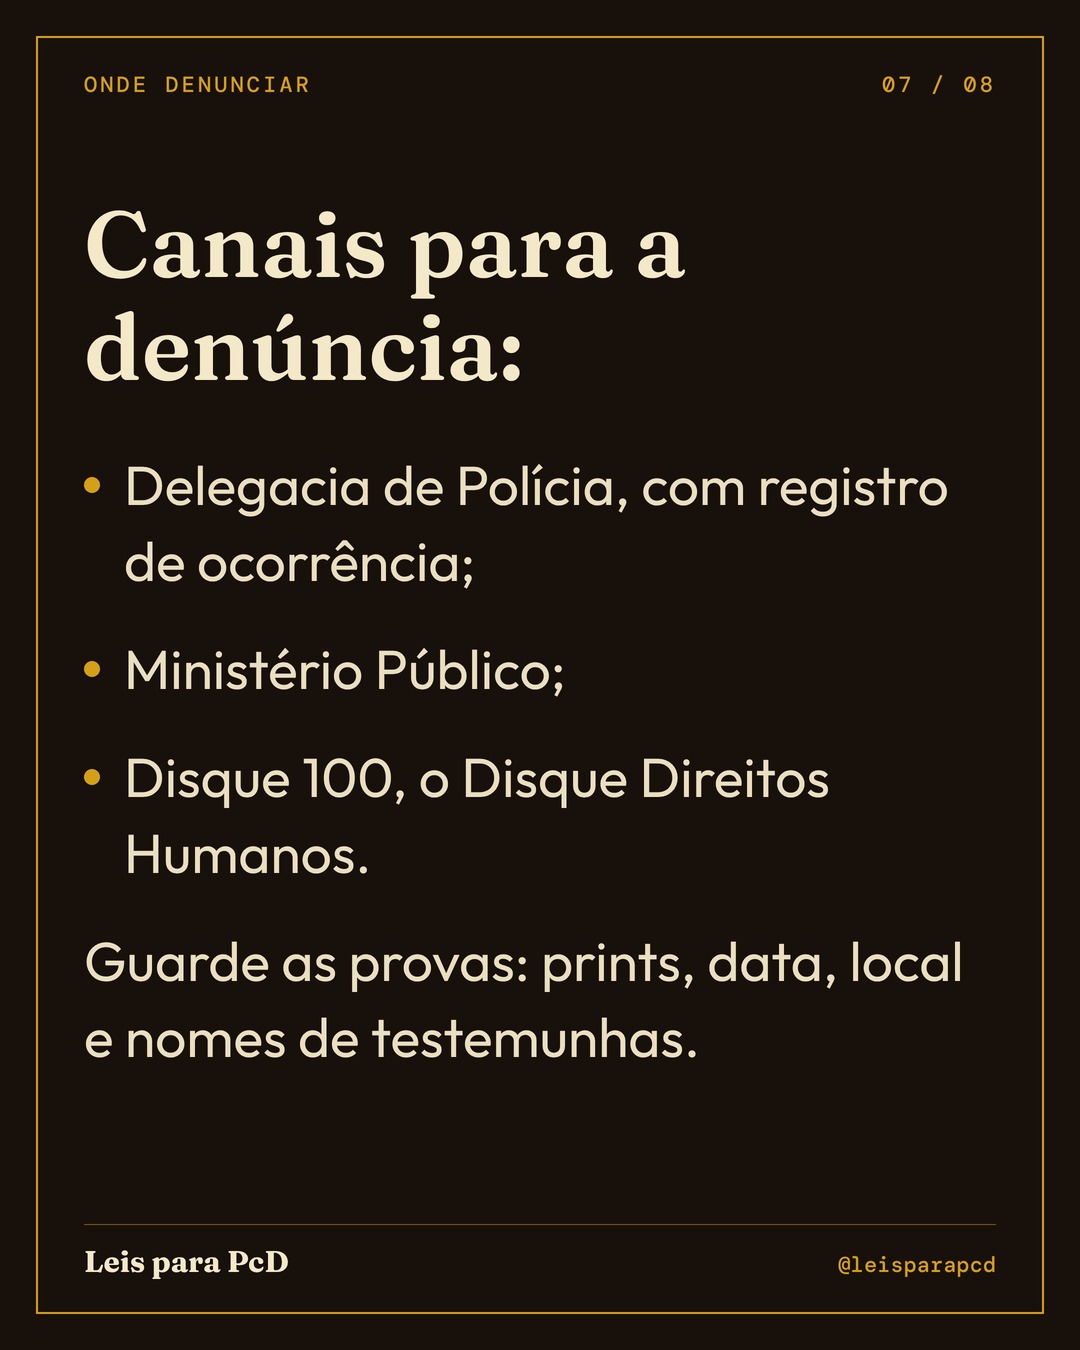 ONDE DENUNCIAR
07 / 08
Canais para a
denúncia:
• Delegacia de Polícia, com registro
de ocorrência;
• Ministério Público;
• Disque 100, o Disque Direitos
Humanos.
Guarde as provas: prints, data, local
e nomes de testemunhas.
Leis para PcD
@leisparapcd